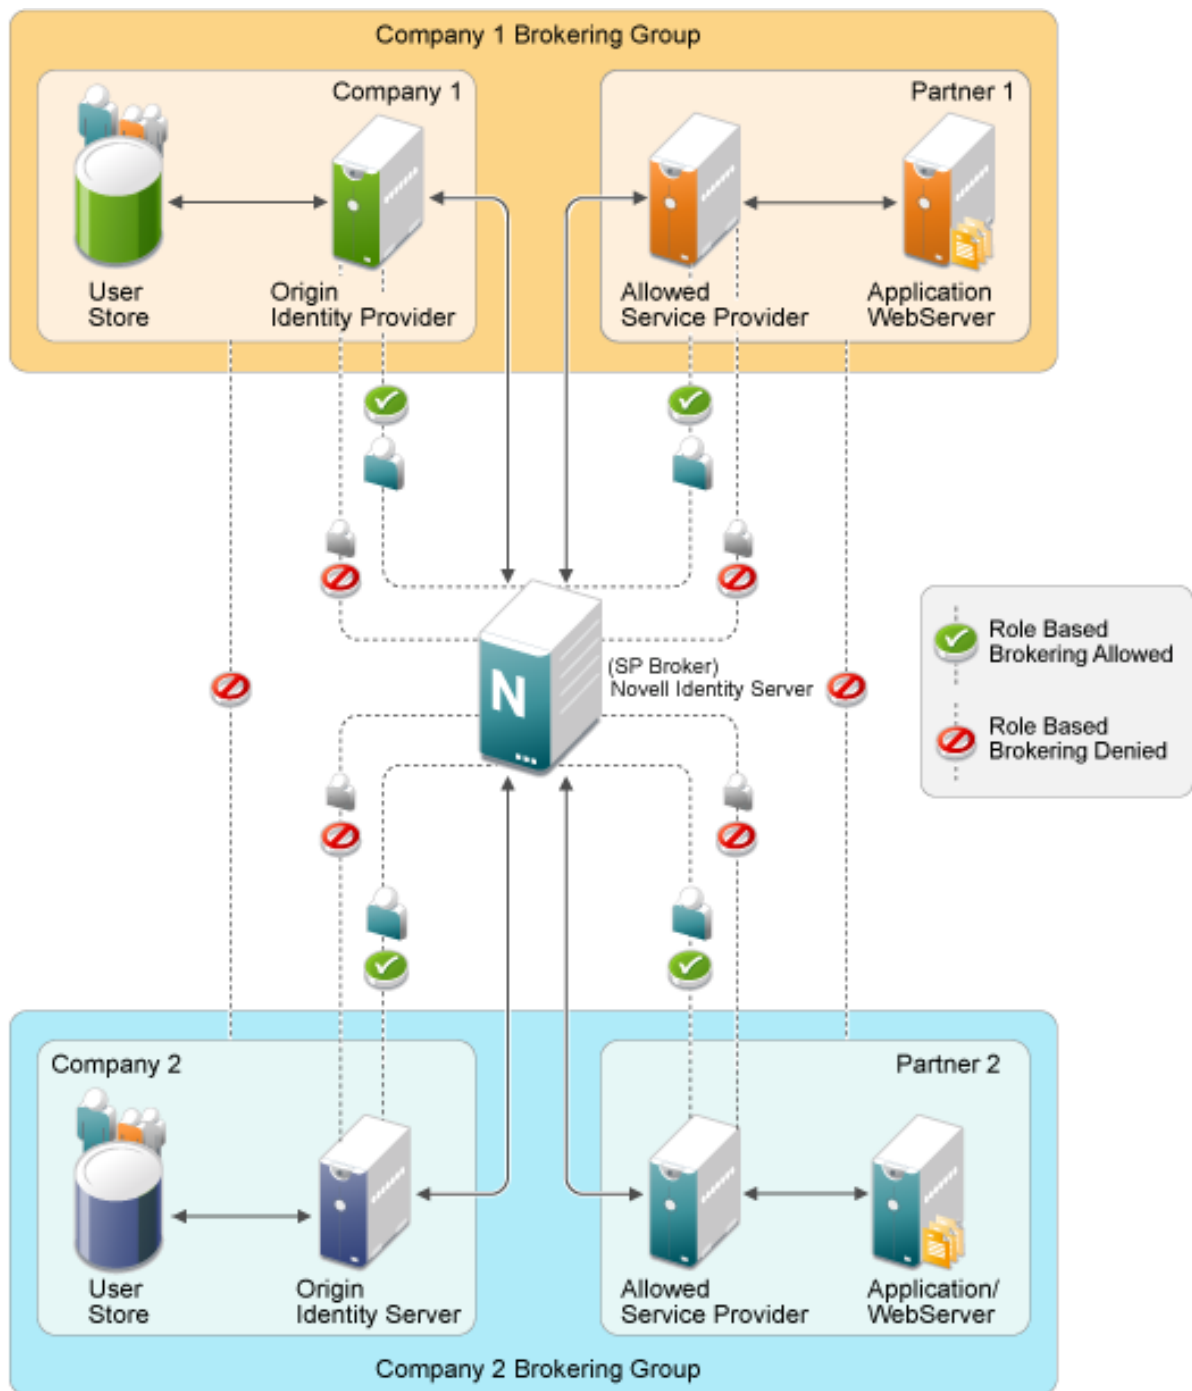 Company 1 Brokering Group
Company 1
Partner 1
User
Store
Origin
Identity Provider
Allowed
Service Provider
Application
WebServer
N
(SP Broker)
Novell Identity Server
Role Based
Brokering Allowed
Role Based
Brokering Denied
Company 2
Partner 2
User
Store
Origin
Identity Server
Allowed
Service Provider
Application/
WebServer
Company 2 Brokering Group